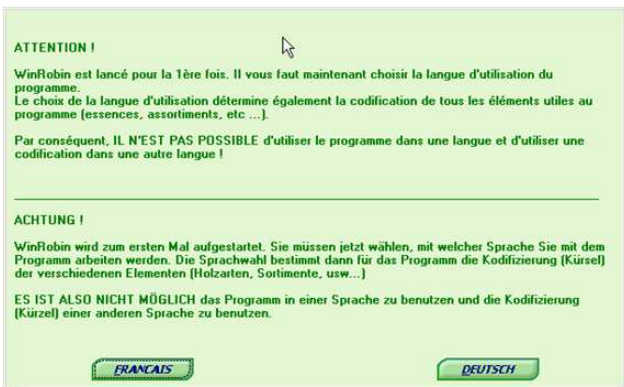 ATTENTION !
WinRobin est lancé pour la 1ère fois. Il vous faut maintenant choisir la langue d'utilisation du
programme.
Le choix de la langue d'utilisation détermine également la codification de tous les éléments utiles au
programme (essences, assortiments, etc ...).
Par conséquent, IL N'EST PAS POSSIBLE d'utiliser le programme dans une langue et d'utiliser une
codification dans une autre langue !
ACHTUNG !
WinRobin wird zum ersten Mal aufgestartet. Sie müssen jetzt wählen, mit welcher Sprache Sie mit dem
Programm arbeiten werden. Die Sprachwahl bestimmt dann für das Programm die Kodifizierung (Kürsel)
der verschiedenen Elementen (Holzarten, Sortimente, usw...)
ES IST ALSO NICHT MÖGLICH das Programm in einer Sprache zu benutzen und die Kodifizierung
(Kürzel) einer anderen Sprache zu benutzen.
FRANCAIS DEUTSCH